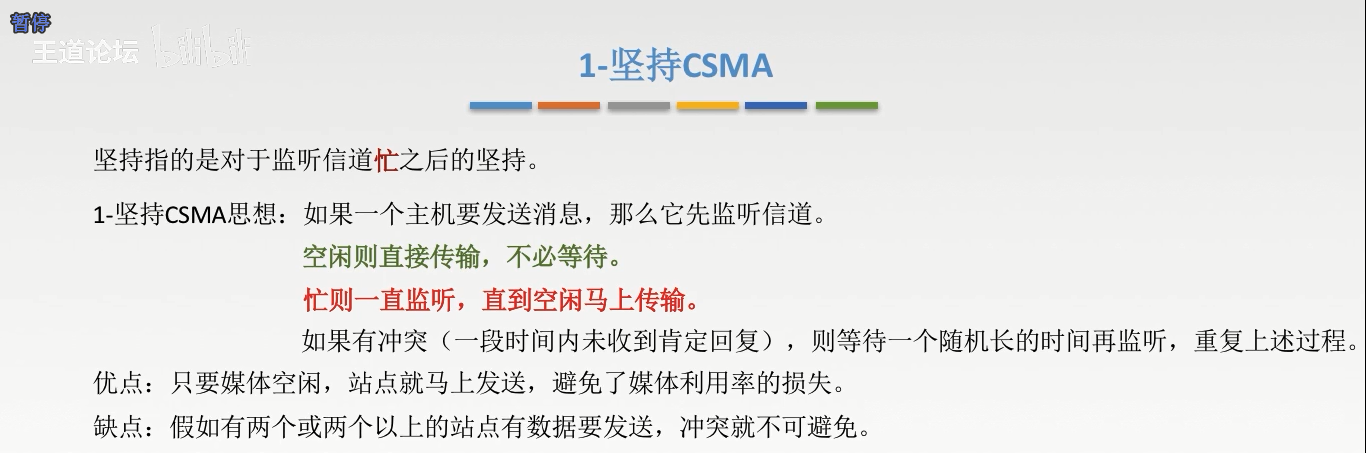 暂停
王道论坛 bilibili
1-坚持CSMA
坚持指的是对于监听信道忙之后的坚持。
1-坚持CSMA思想：如果一个主机要发送消息，那么它先监听信道。
空闲则直接传输，不必等待。
忙则一直监听，直到空闲马上传输。
如果有冲突（一段时间内未收到肯定回复），则等待一个随机长的时间再监听，重复上述过程。
优点：只要媒体空闲，站点就马上发送，避免了媒体利用率的损失。
缺点：假如有两个或两个以上的站点有数据要发送，冲突就不可避免。